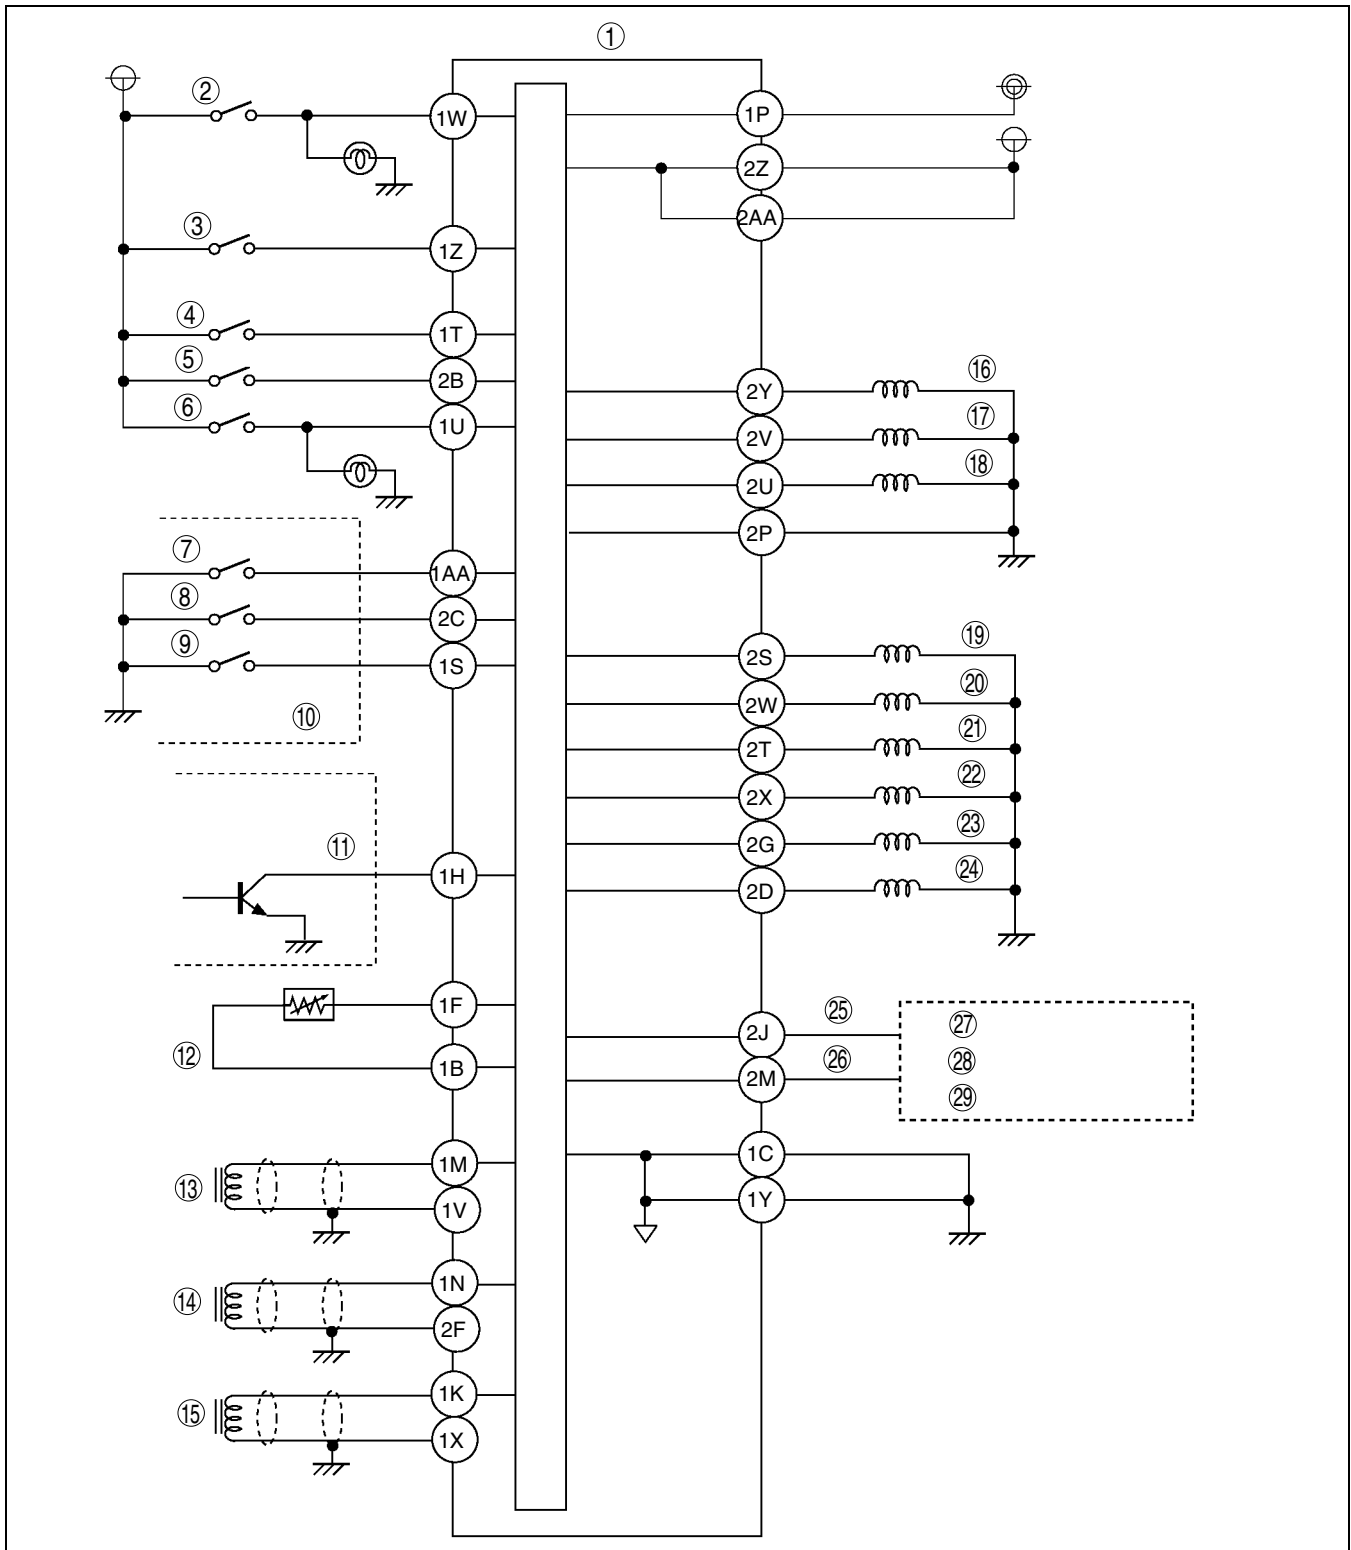 ①
② 1W 1P
2Z
2AA
③ 1Z
④ 1T
⑤ 2B 2Y ⑯
⑥ 1U 2V ⑰
2U ⑱
2P
⑦ 1AA
⑧ 2C
⑨ 1S 2S ⑲
⑩ 2W ⑳
2T ㉑
2X ㉒
⑪ 1H 2G ㉓
2D ㉔
1F 2J ㉕ ㉗
⑫ 1B 2M ㉖ ㉘
㉙
1M 1C
⑬ 1V 1Y
1N
⑭ 2F
1K
⑮ 1X